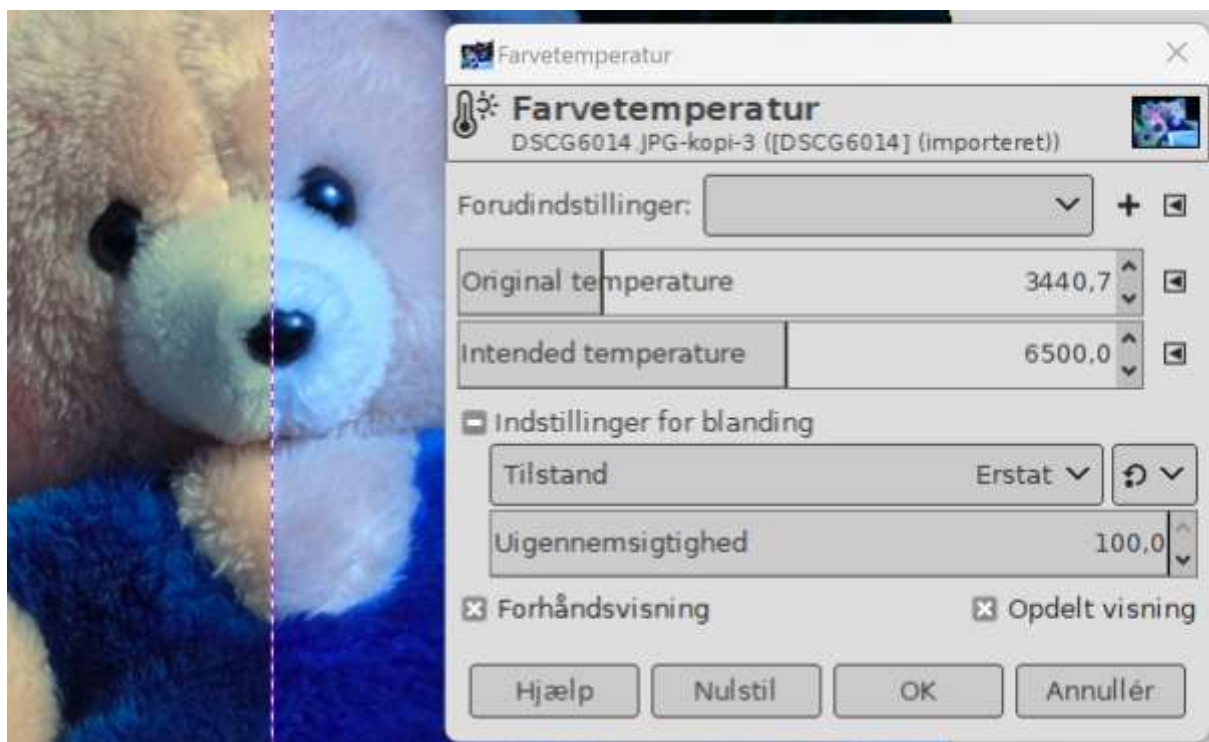 Farvetemperatur
Farvetemperatur
DSCG6014.JPG-kopi-3 ([DSCG6014] (importeret))
Forudindstillinger:
Original temperature 3440,7
Intended temperature 6500,0
Indstillinger for blanding
Tilstand Erstat
Uigennemsigtighed 100,0
Forhåndsvisning Opdelt visning
Hjælp Nulstil OK Annullér